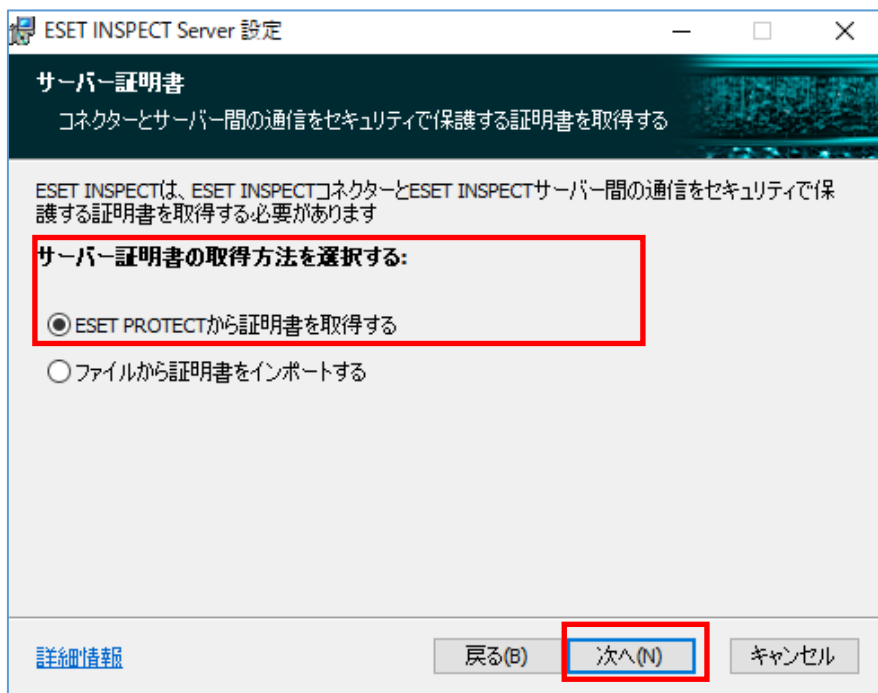 ESET INSPECT Server 設定
サーバー証明書
コネクターとサーバー間の通信をセキュリティで保護する証明書を取得する
ESET INSPECTは、ESET INSPECTコネクターとESET INSPECTサーバー間の通信をセキュリティで保
護する証明書を取得する必要があります
サーバー証明書の取得方法を選択する:
ESET PROTECTから証明書を取得する
ファイルから証明書をインポートする
詳細情報
戻る(B)
次へ(N)
キャンセル